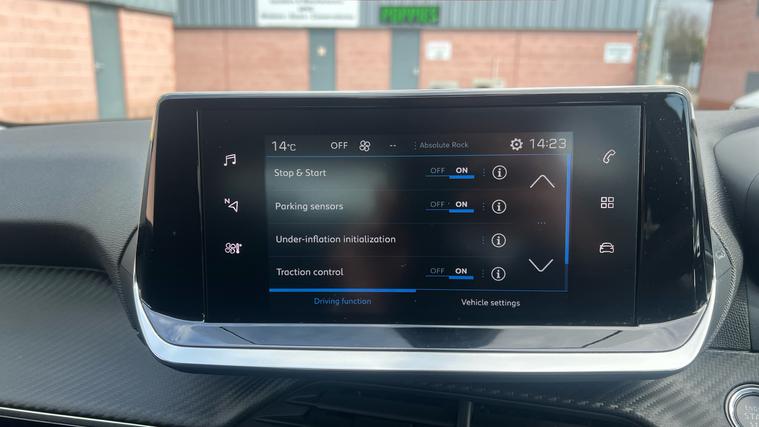 POPPIES
14°C OFF -- Absolute Rock 14:23
Stop & Start OFF ON
N
Parking sensors OFF ON
Under-inflation initialization
Traction control OFF ON
Driving function Vehicle settings